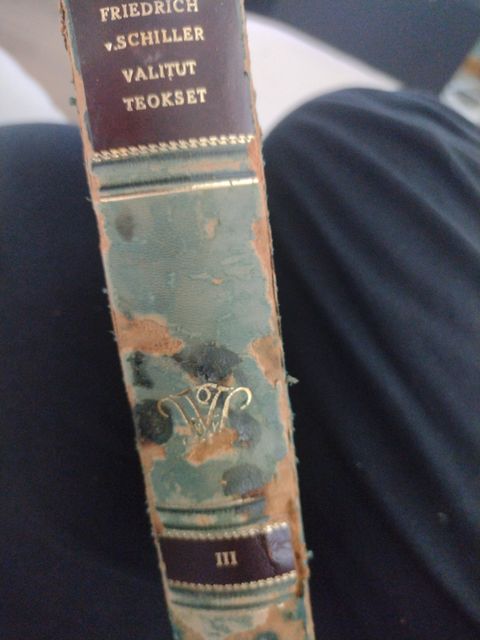 FRIEDRICH
v.SCHILLER
VALITUT
TEOKSET
III